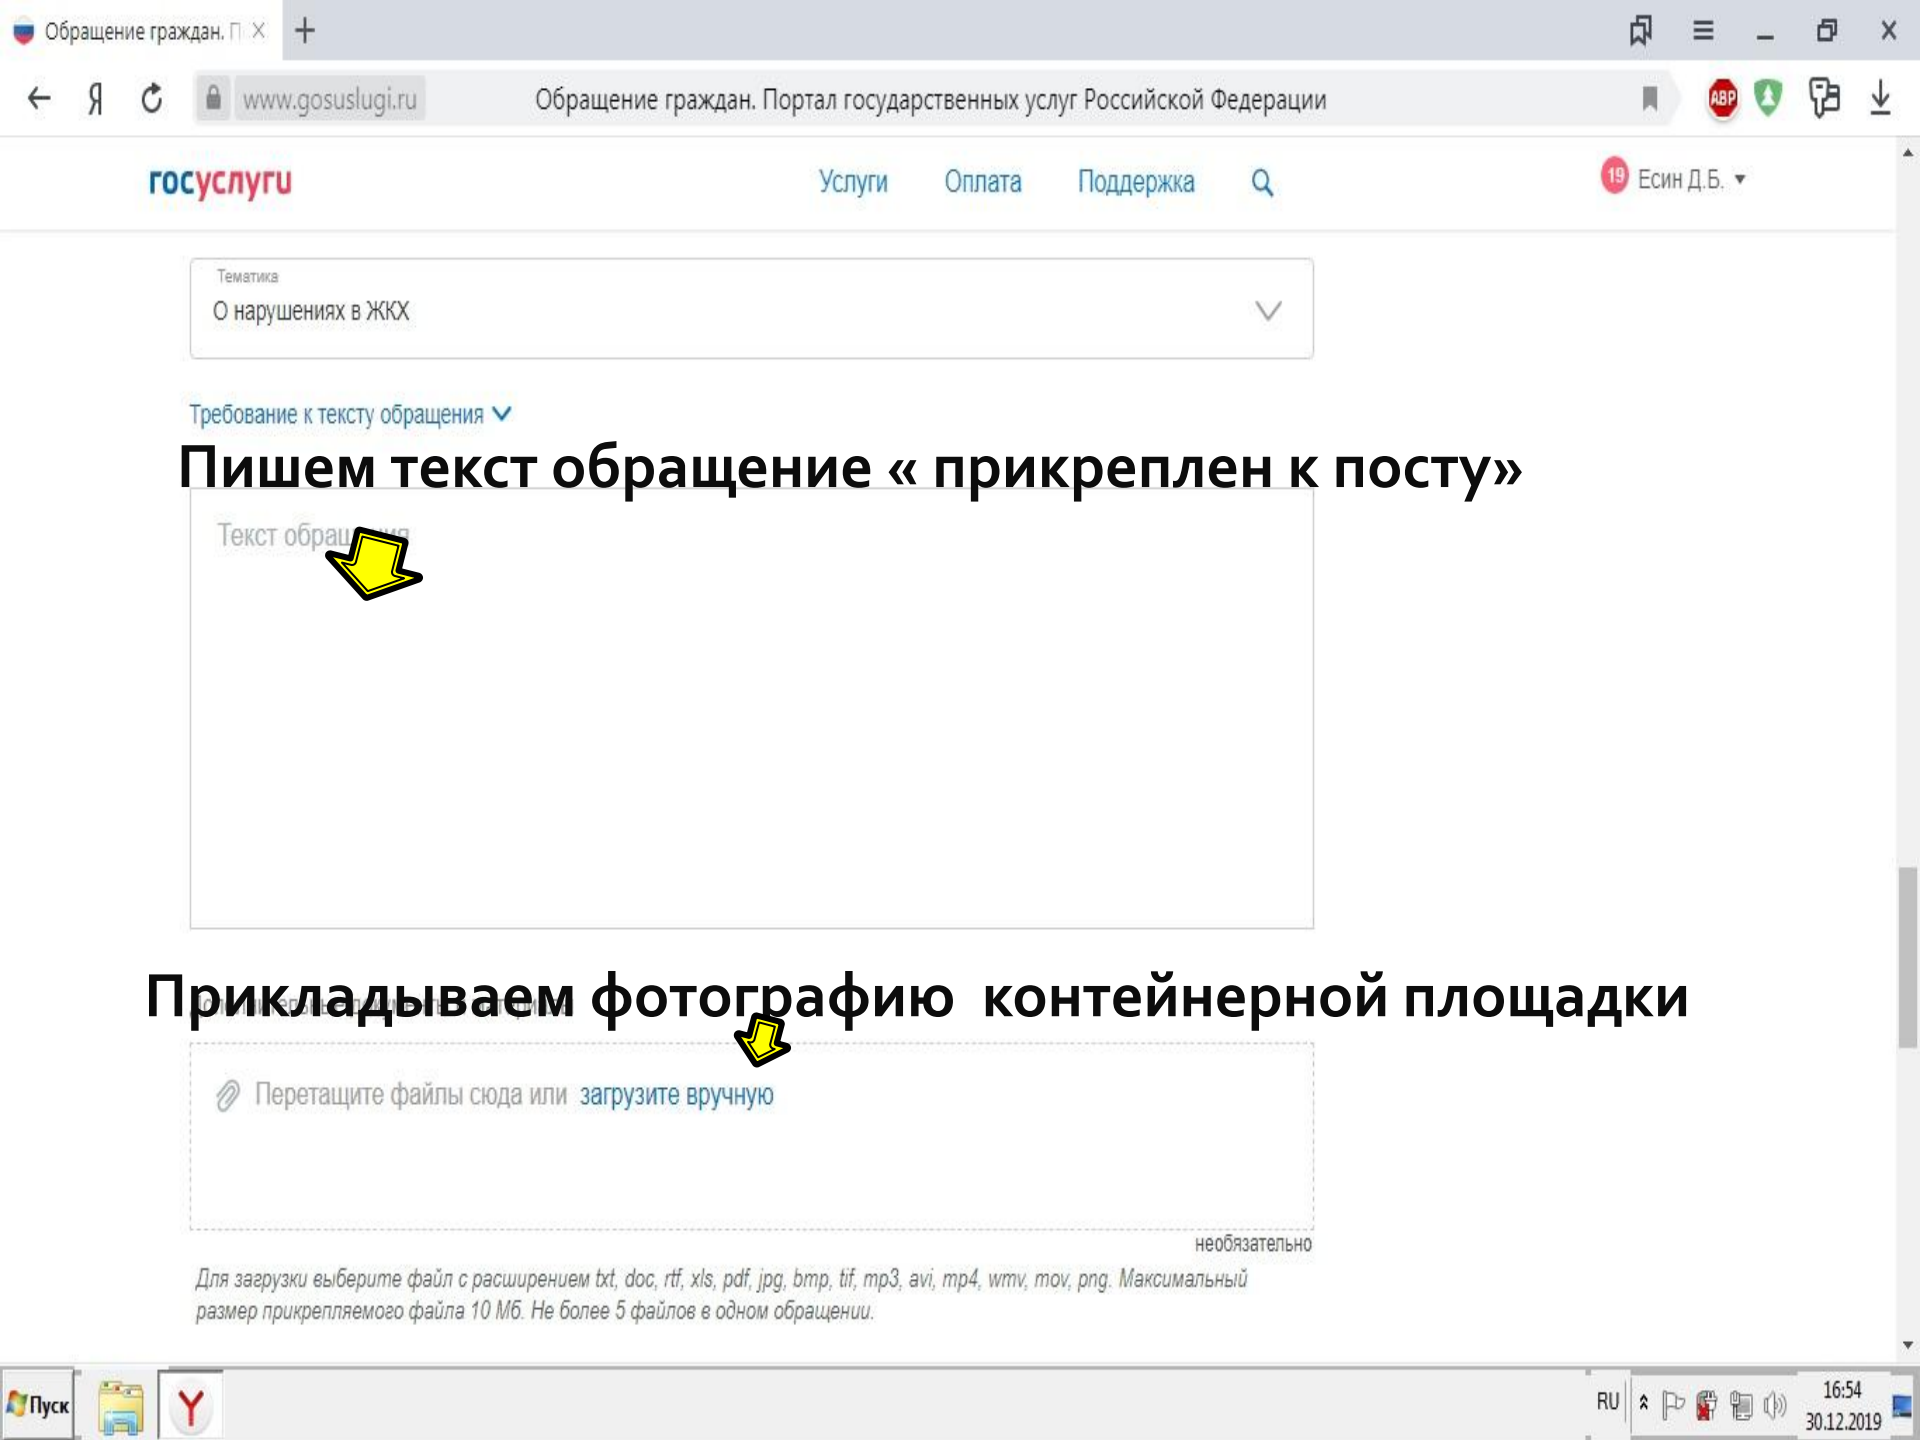 Обращение граждан. П
www.gosuslugi.ru
Обращение граждан. Портал государственных услуг Российской Федерации
ABP
госуслуги
Услуги
Оплата
Поддержка
19
Есин Д.Б.
Тематика
О нарушениях в ЖКХ
Требование к тексту обращения
Пишем текст обращение « прикреплен к посту»
Текст обращения
Прикладываем фотографию контейнерной площадки
Перетащите файлы сюда или загрузите вручную
необязательно
Для загрузки выберите файл с расширением txt, doc, rtf, xls, pdf, jpg, bmp, tif, mp3, avi, mp4, wmv, mov, png. Максимальный
размер прикрепляемого файла 10 Мб. Не более 5 файлов в одном обращении.
Пуск
RU
16:54
30.12.2019